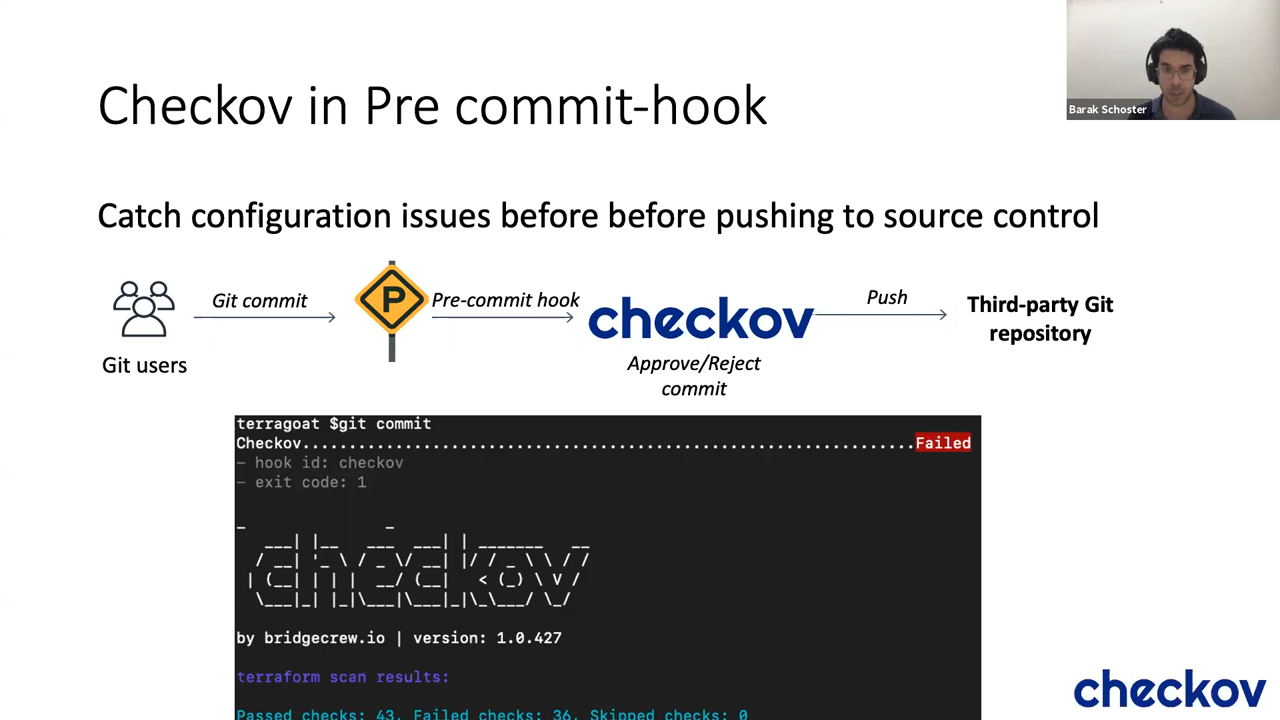 Barak Schoster
Checkov in Pre commit-hook
Catch configuration issues before before pushing to source control
Git commit
P
Pre-commit hook
checkov
Push
Third-party Git
repository
Git users
Approve/Reject
commit
terragoat $git commit
Checkov..................................................................Failed
- hook id: checkov
- exit code: 1
checkov
by bridgecrew.io | version: 1.0.427
terraform scan results:
Passed checks: 43, Failed checks: 36, Skipped checks: 0
checkov